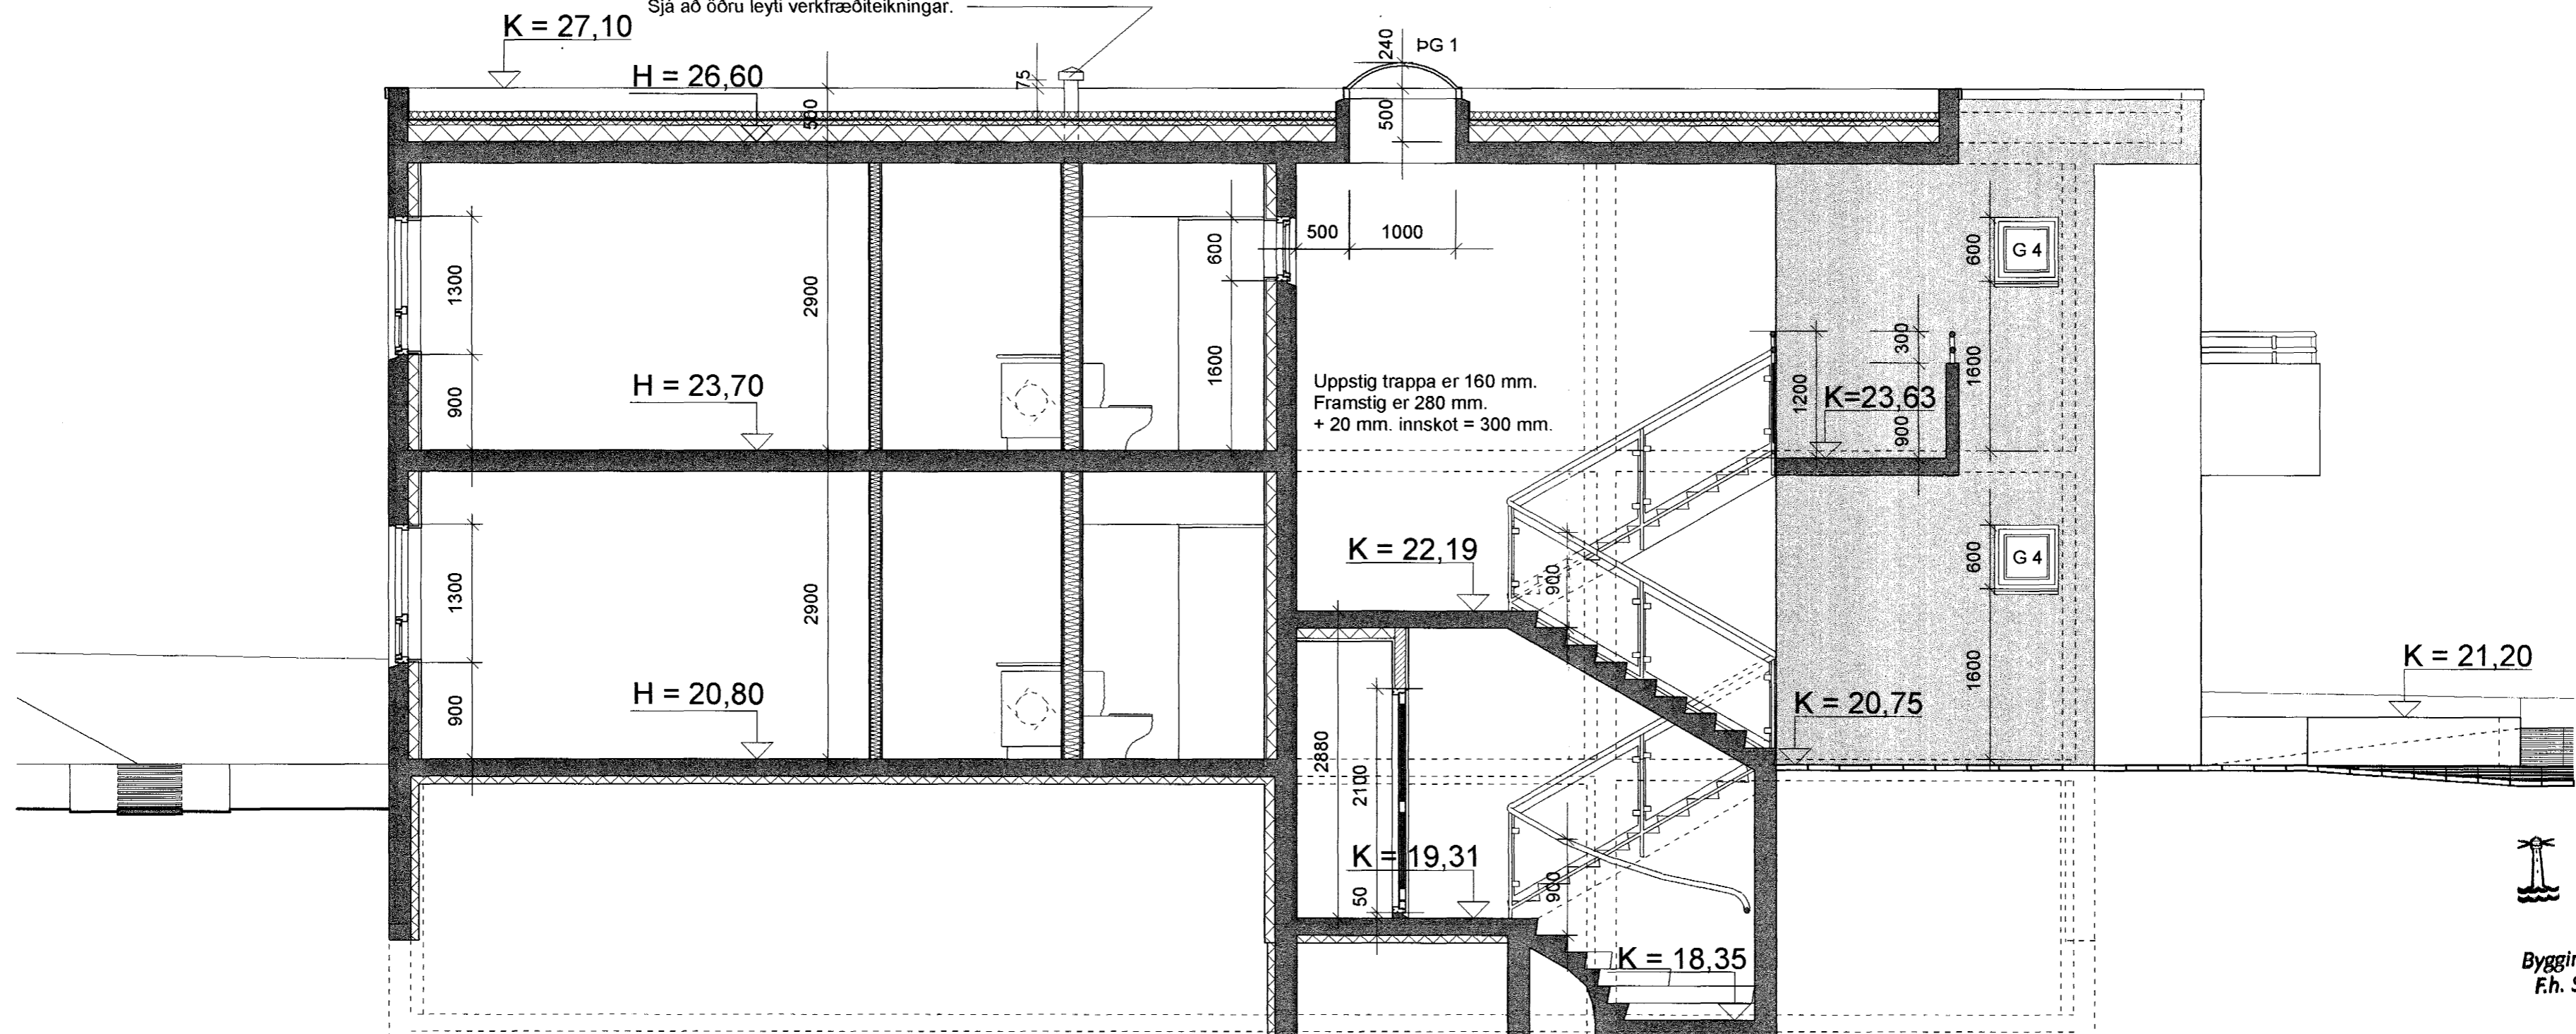 Sjá að öðru leyti verkfræðiteikningar.
K = 27,10
H = 26,60
75
240
ÞG 1
500
500
500
1000
600
1600
1300
2900
900
H = 23,70
Uppstig trappa er 160 mm.
Framstig er 280 mm.
+ 20 mm. innskot = 300 mm.
1200
K=23,63
300
900
600
G 4
1600
K = 22,19
900
1300
2900
900
H = 20,80
600
G 4
1600
K = 20,75
K = 21,20
2880
2100
50
K = 19,31
900
K = 18,35
F.h.